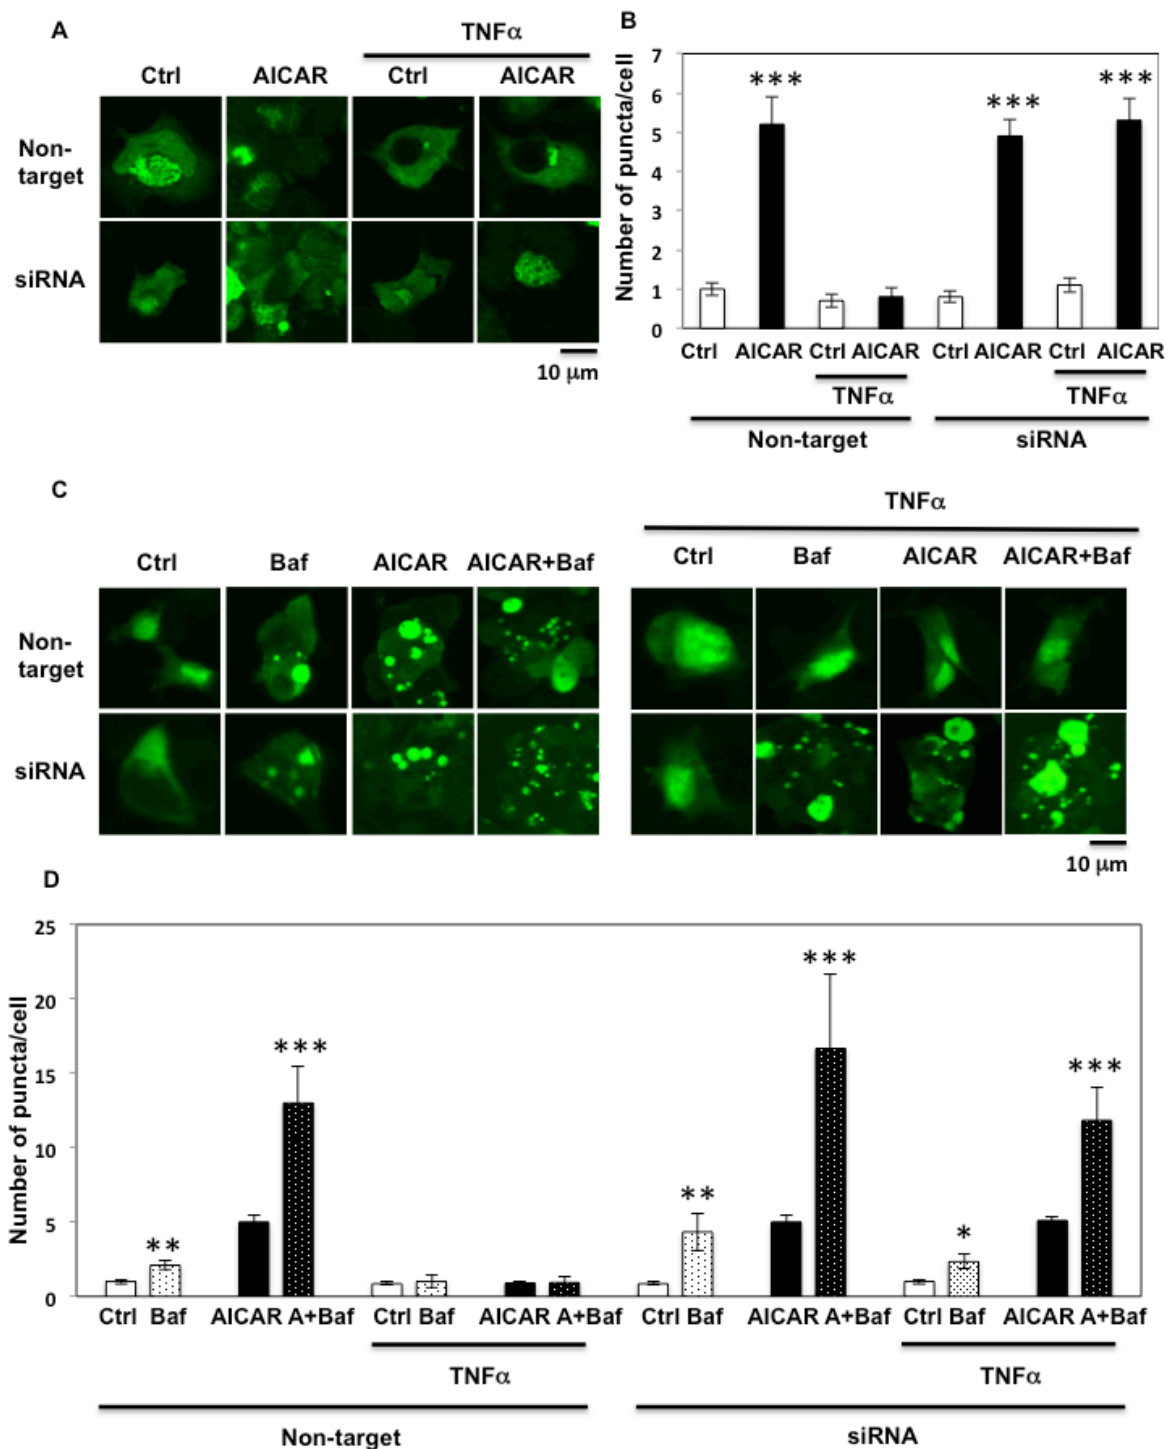 A
TNFα
Ctrl AICAR Ctrl AICAR
Non-
target
siRNA
10 μm
B
Number of puncta/cell
7
6
5
4
3
2
1
0
*** *** ***
Ctrl AICAR Ctrl AICAR Ctrl AICAR Ctrl AICAR
TNFα TNFα
Non-target siRNA
C
TNFα
Ctrl Baf AICAR AICAR+Baf Ctrl Baf AICAR AICAR+Baf
Non-
target
siRNA
10 μm
D
Number of puncta/cell
25
20
15
10
5
0
** *** ** *** * ***
Ctrl Baf AICAR A+Baf Ctrl Baf AICAR A+Baf Ctrl Baf AICAR A+Baf Ctrl Baf AICAR A+Baf
TNFα TNFα
Non-target siRNA